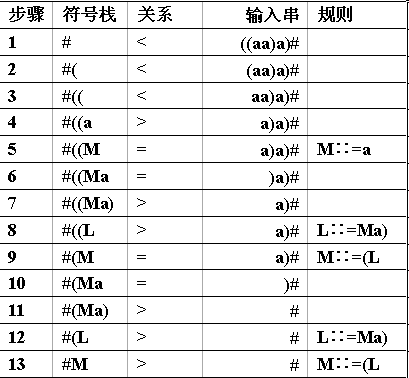 步骤 符号栈 关系 输入串 规则
1 # < ((aa)a)#
2 #( < (aa)a)#
3 #(( < aa)a)#
4 #((a > a)a)#
5 #((M = a)a)# M∷=a
6 #((Ma = )a)#
7 #((Ma) > a)#
8 #((L > a)# L∷=Ma)
9 #(M = a)# M∷=(L
10 #(Ma = )#
11 #(Ma) > #
12 #(L > # L∷=Ma)
13 #M > # M∷=(L